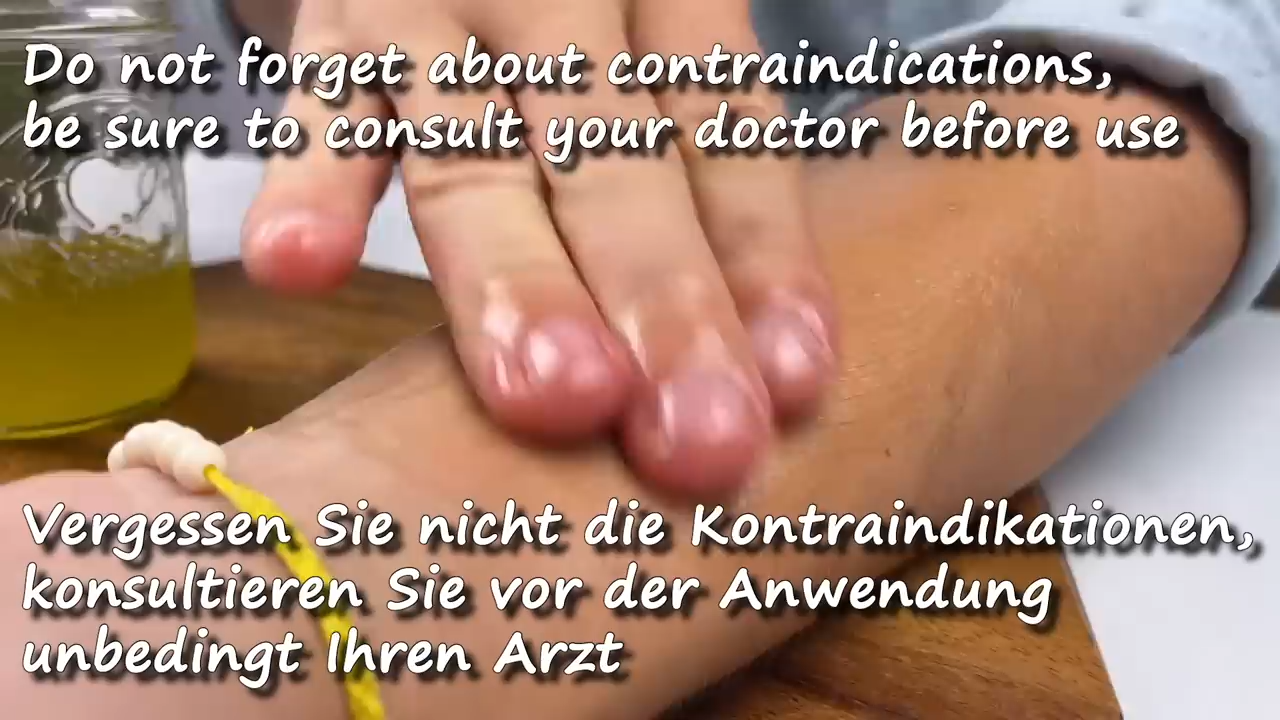 Do not forget about contraindications,
be sure to consult your doctor before use
Vergessen Sie nicht die Kontraindikationen,
konsultieren Sie vor der Anwendung
unbedingt Ihren Arzt